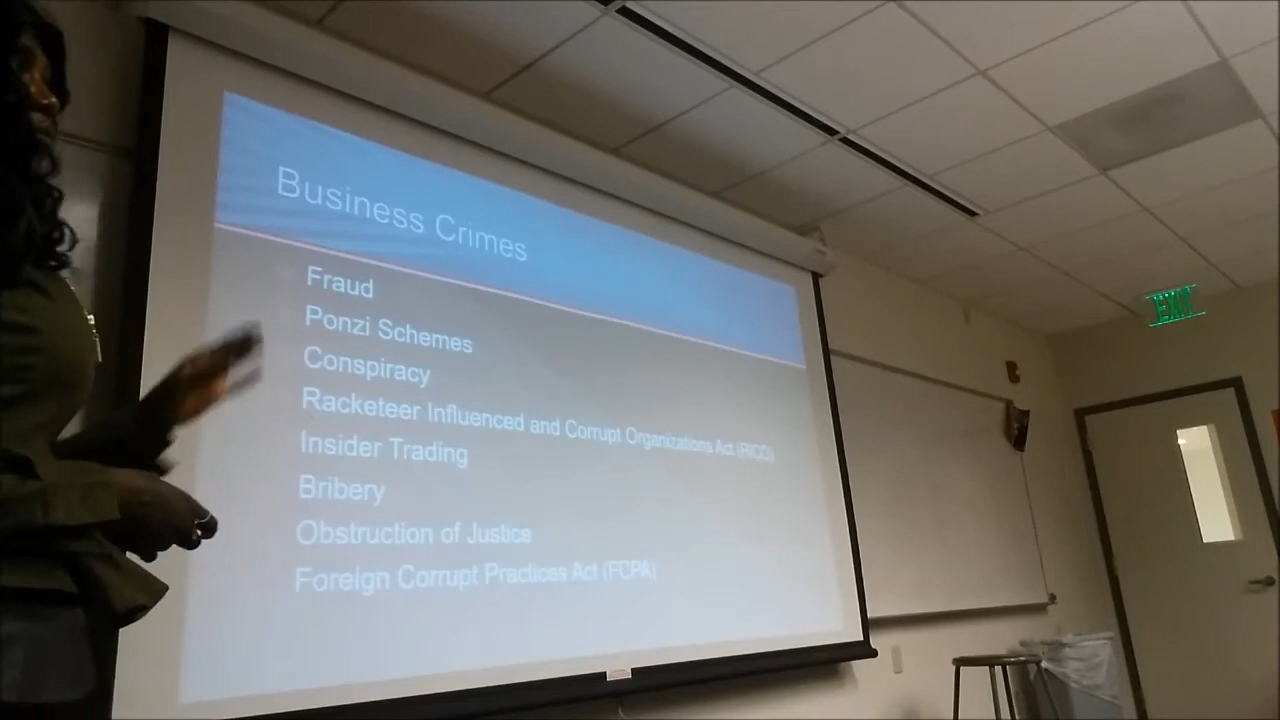 Business Crimes
Fraud
Ponzi Schemes
Conspiracy
Racketeer Influenced and Corrupt Organizations Act (RICO)
Insider Trading
Bribery
Obstruction of Justice
Foreign Corrupt Practices Act (FCPA)
EXIT